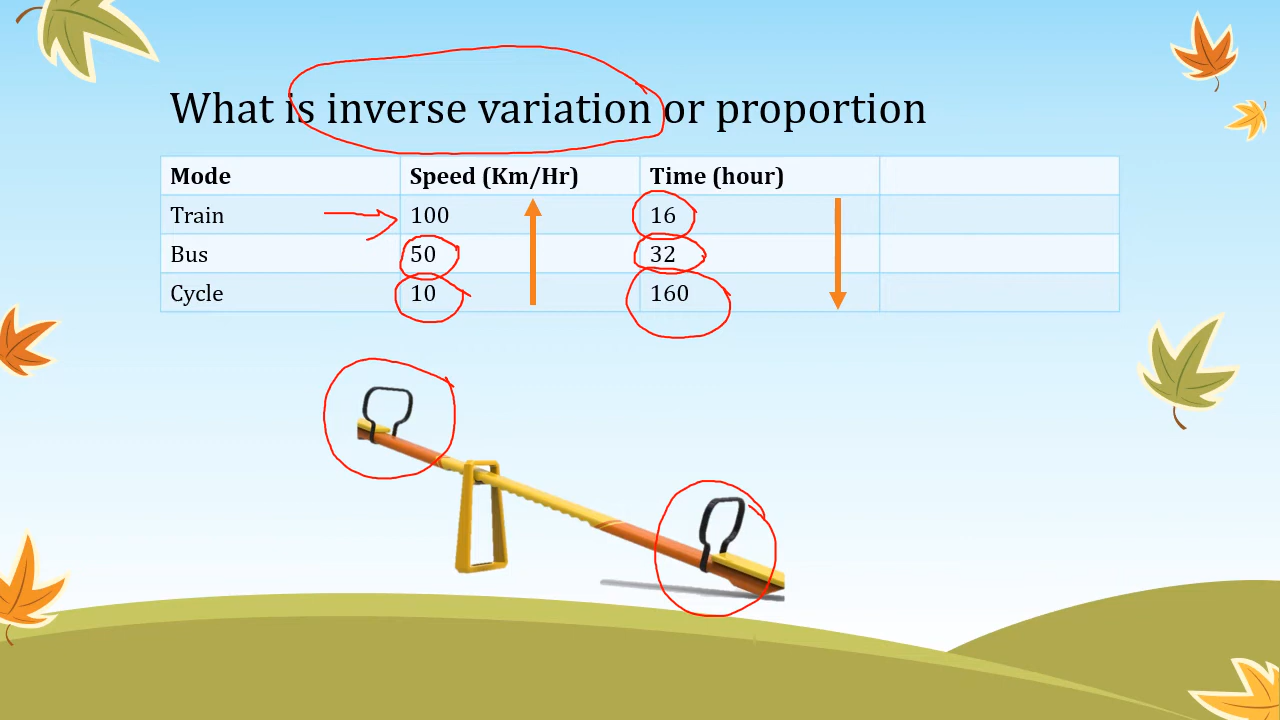 What is inverse variation or proportion
Mode Speed (Km/Hr) Time (hour)
Train 100 16
Bus 50 32
Cycle 10 160